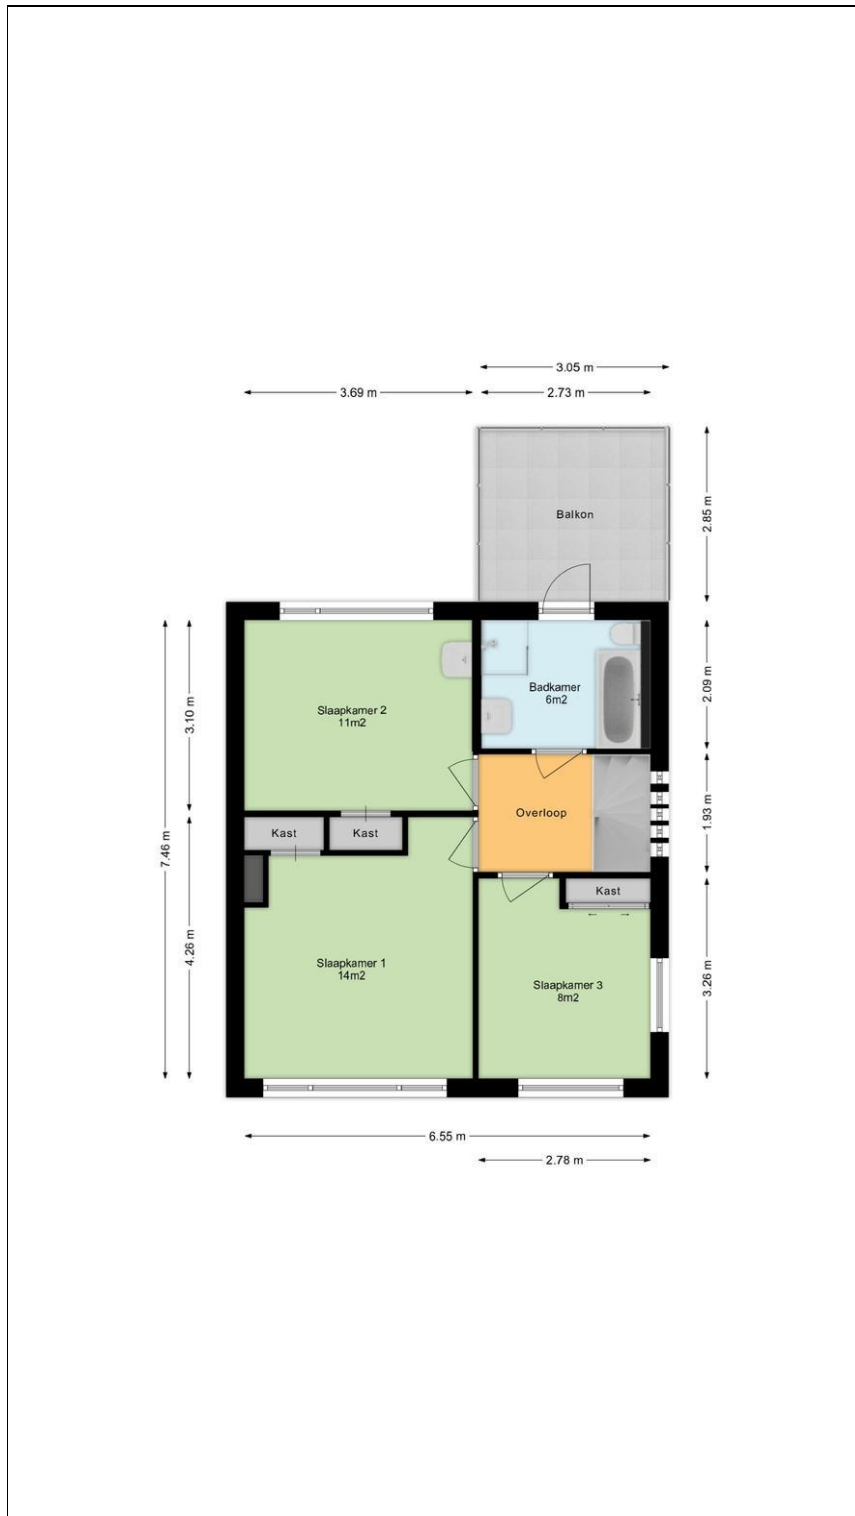 3.05 m
3.69 m
2.73 m
2.85 m
Balkon
2.09 m
Badkamer
6m2
3.10 m
Slaapkamer 2
11m2
1.93 m
Overloop
Kast
Kast
7.46 m
Kast
4.26 m
Slaapkamer 1
14m2
3.26 m
Slaapkamer 3
8m2
6.55 m
2.78 m